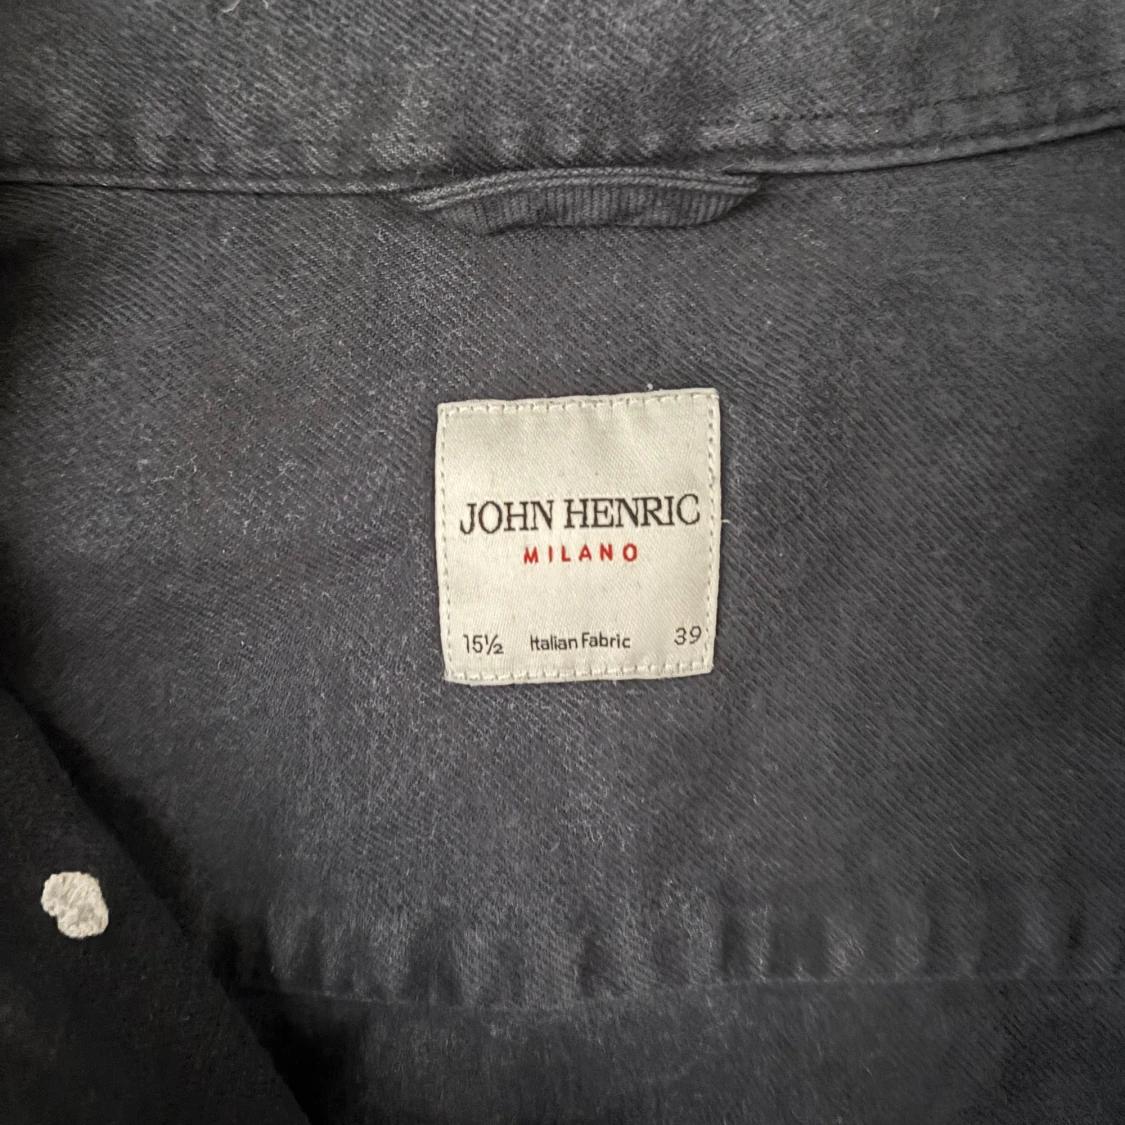 JOHN HENRIC
MILANO
15½ Italian Fabric 39